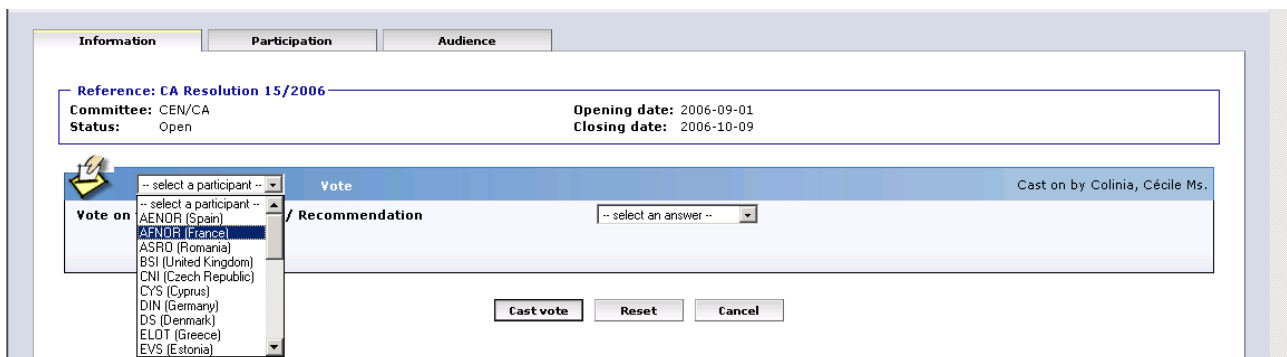 Information Participation Audience
Reference: CA Resolution 15/2006
Committee: CEN/CA Opening date: 2006-09-01
Status: Open Closing date: 2006-10-09
-- select a participant -- Vote Cast on by Colinia, Cécile Ms.
-- select a participant --
Vote on / Recommendation -- select an answer --
AENOR (Spain)
AFNOR (France)
ASRO (Romania)
BSI (United Kingdom)
CNI (Czech Republic)
CYS (Cyprus)
DIN (Germany)
DS (Denmark)
ELOT (Greece)
EVS (Estonia)
Cast vote Reset Cancel